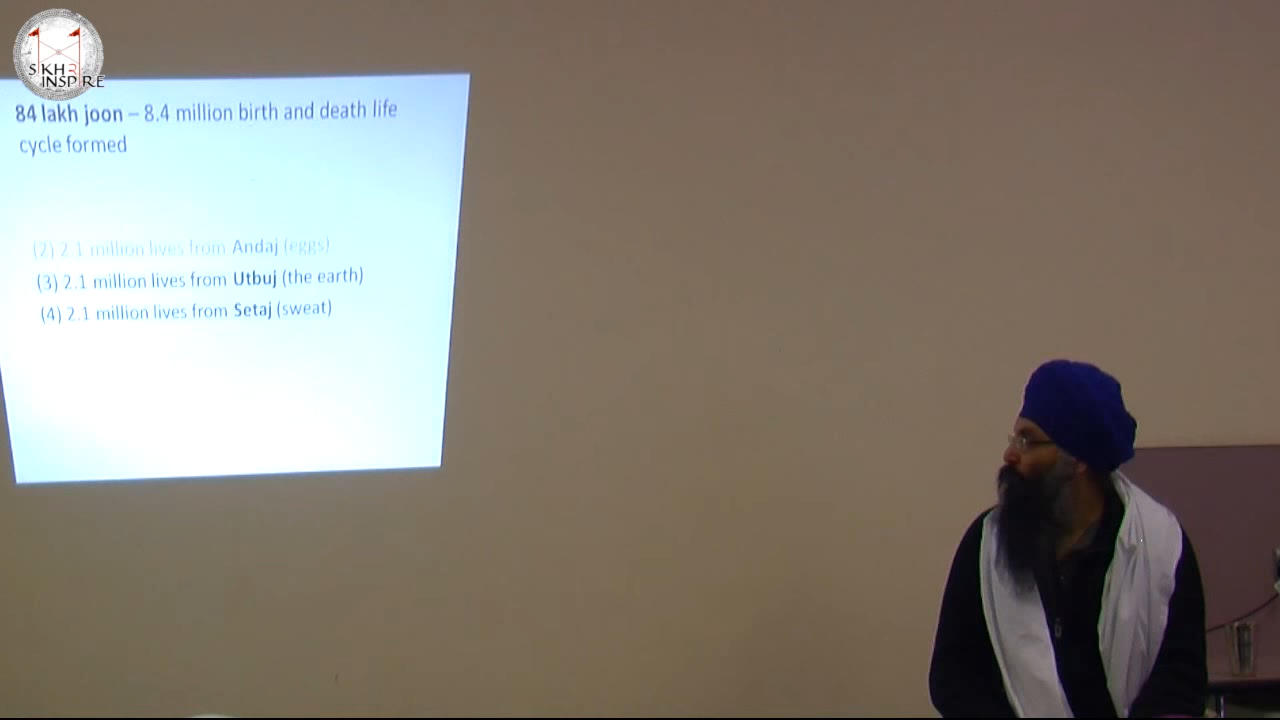 SIKH2
INSPIRE
84 lakh joon – 8.4 million birth and death life
cycle formed
(2) 2.1 million lives from Andaj (eggs)
(3) 2.1 million lives from Utbuj (the earth)
(4) 2.1 million lives from Setaj (sweat)